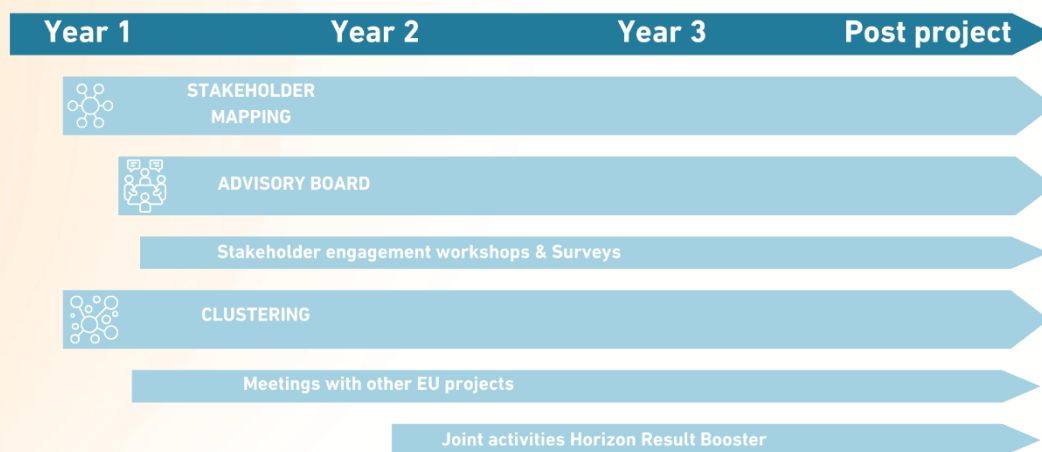 Year 1 Year 2 Year 3 Post project
STAKEHOLDER
MAPPING
ADVISORY BOARD
Stakeholder engagement workshops & Surveys
CLUSTERING
Meetings with other EU projects
Joint activities Horizon Result Booster